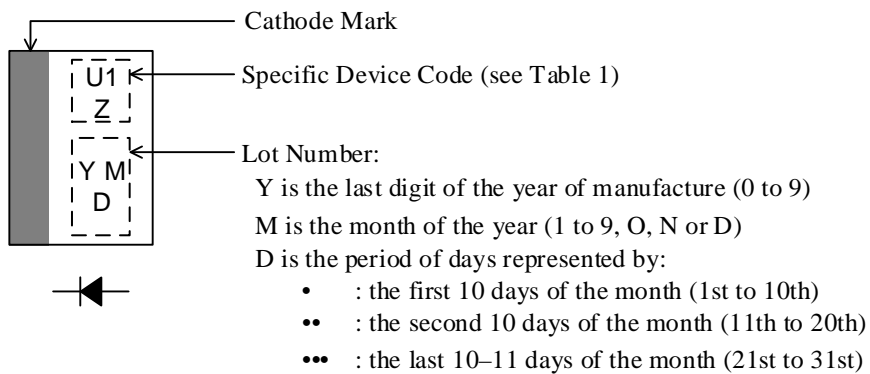 Cathode Mark
U1
Z
Specific Device Code (see Table 1)
Y M
D
Lot Number:
Y is the last digit of the year of manufacture (0 to 9)
M is the month of the year (1 to 9, O, N or D)
D is the period of days represented by:
• : the first 10 days of the month (1st to 10th)
•• : the second 10 days of the month (11th to 20th)
••• : the last 10–11 days of the month (21st to 31st)